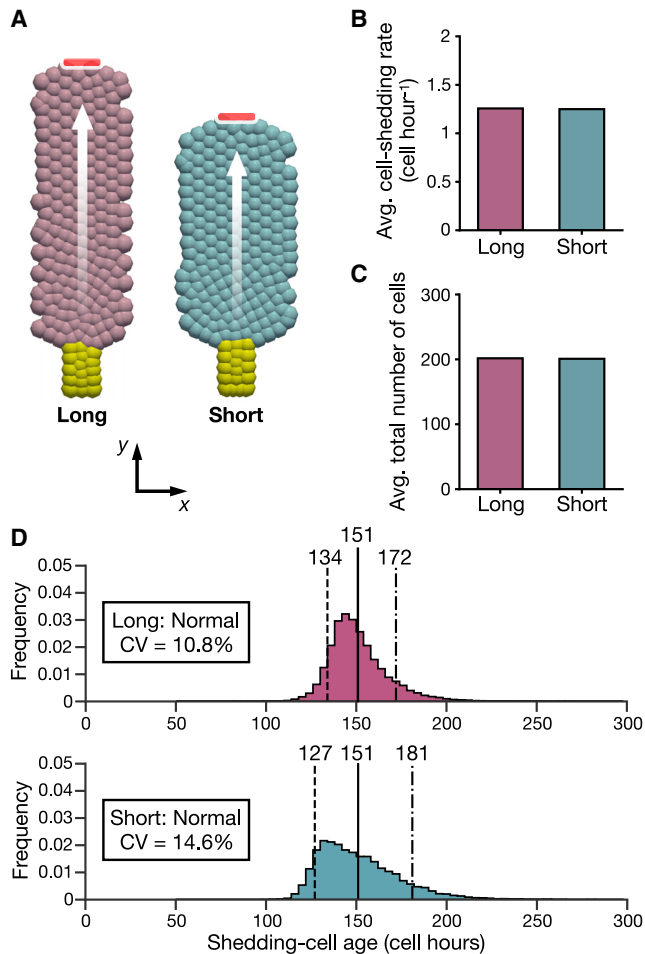 A
Long
Short
y
x
B
Avg. cell-shedding rate
(cell hour⁻¹)
2
1.5
1
0.5
0
Long
Short
C
Avg. total number of cells
300
200
100
0
Long
Short
D
151
134
172
Frequency
0.05
0.04
0.03
0.02
0.01
0
Long: Normal
CV = 10.8%
0
50
100
150
200
250
300
127
151
181
Frequency
0.05
0.04
0.03
0.02
0.01
0
Short: Normal
CV = 14.6%
0
50
100
150
200
250
300
Shedding-cell age (cell hours)